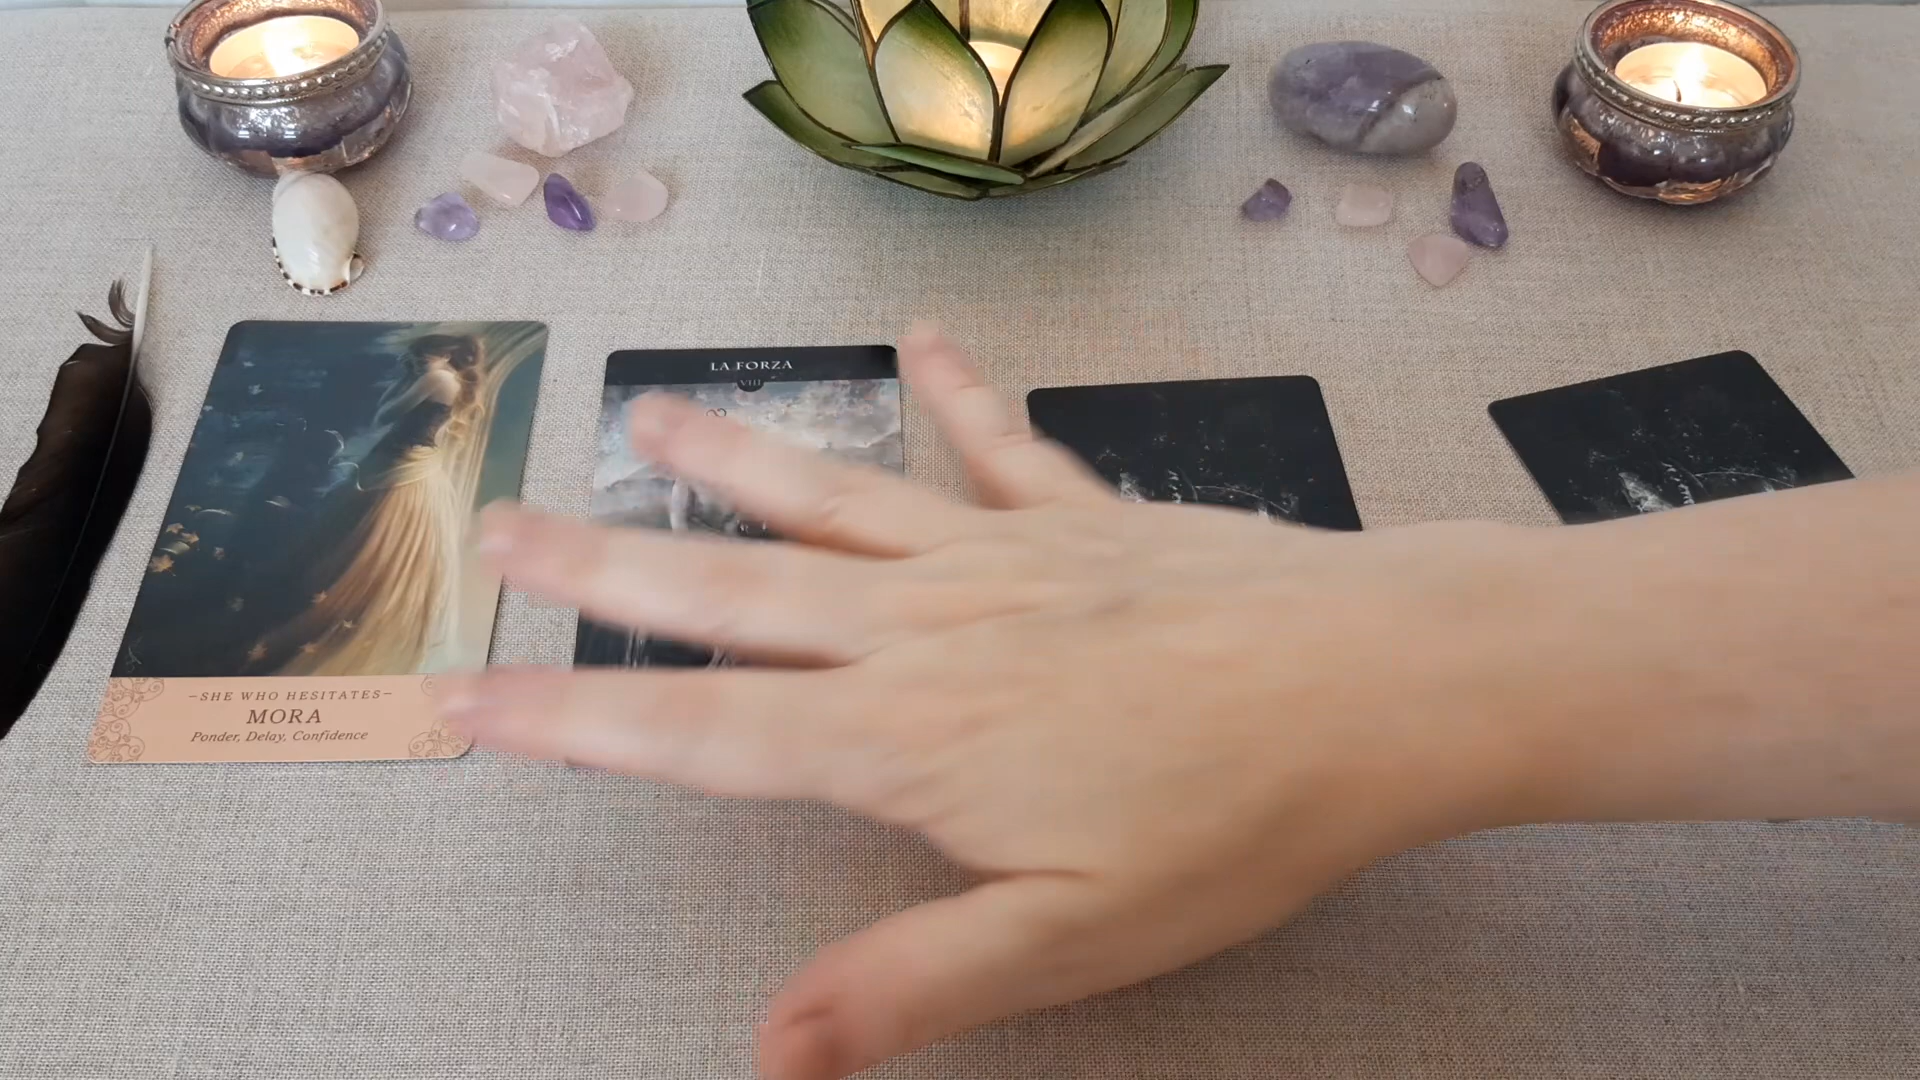 LA FORZA
VIII
-SHE WHO HESITATES-
MORA
Ponder, Delay, Confidence